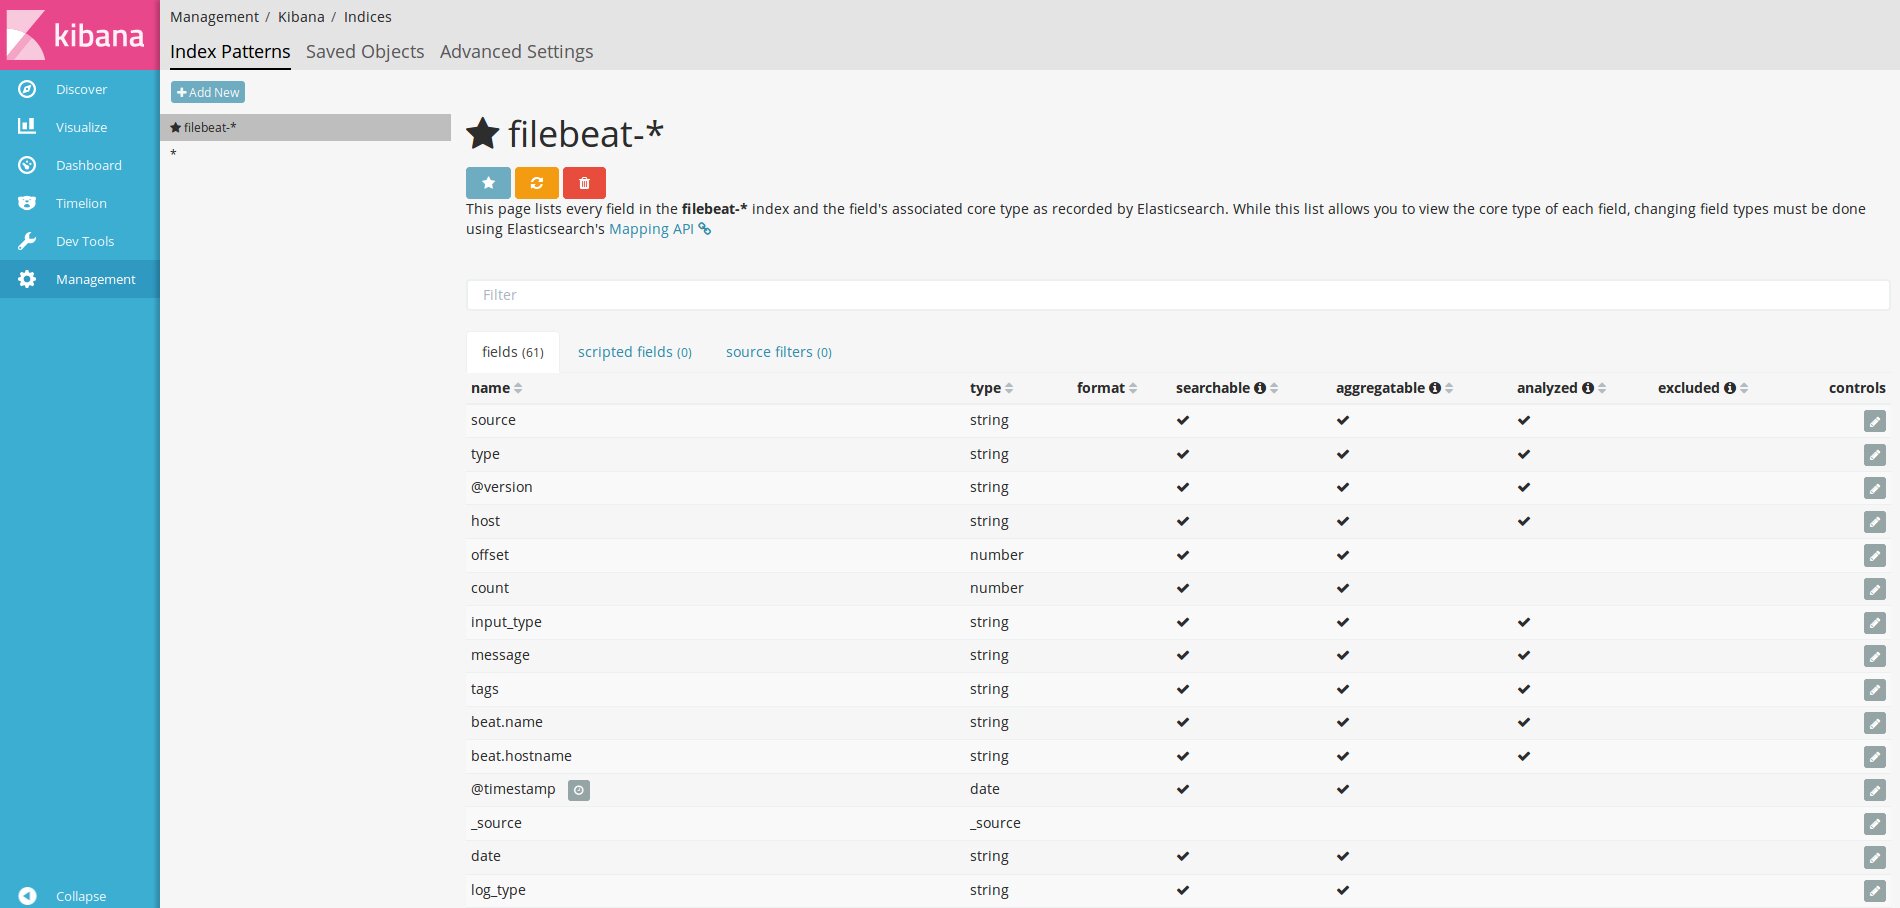 kibana
Discover
Visualize
Dashboard
Timelion
Dev Tools
Management
Collapse
Management / Kibana / Indices
Index Patterns Saved Objects Advanced Settings
Add New
filebeat-*
*
filebeat-*
This page lists every field in the filebeat-* index and the field's associated core type as recorded by Elasticsearch. While this list allows you to view the core type of each field, changing field types must be done
using Elasticsearch's Mapping API
Filter
fields (61) scripted fields (0) source filters (0)
name type format searchable aggregatable analyzed excluded controls
source string
type string
@version string
host string
offset number
count number
input_type string
message string
tags string
beat.name string
beat.hostname string
@timestamp date
_source _source
date string
log_type string